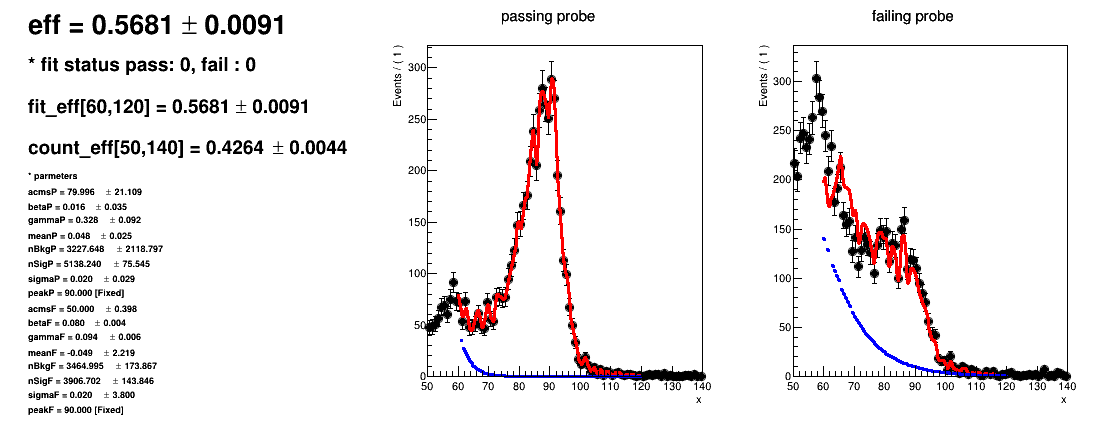 eff = 0.5681 ± 0.0091
* fit status pass: 0, fail : 0
fit_eff[60,120] = 0.5681 ± 0.0091
count_eff[50,140] = 0.4264 ± 0.0044
* parmeters
acmsP = 79.996 ± 21.109
betaP = 0.016 ± 0.035
gammaP = 0.328 ± 0.092
meanP = 0.048 ± 0.025
nBkgP = 3227.648 ± 2118.797
nSigP = 5138.240 ± 75.545
sigmaP = 0.020 ± 0.029
peakP = 90.000 [Fixed]
acmsF = 50.000 ± 0.398
betaF = 0.080 ± 0.004
gammaF = 0.094 ± 0.006
meanF = -0.049 ± 2.219
nBkgF = 3464.995 ± 173.867
nSigF = 3906.702 ± 143.846
sigmaF = 0.020 ± 3.800
peakF = 90.000 [Fixed]
passing probe
Events / ( 1 )
300
250
200
150
100
50
0
50 60 70 80 90 100 110 120 130 140
x
failing probe
Events / ( 1 )
300
250
200
150
100
50
0
50 60 70 80 90 100 110 120 130 140
x